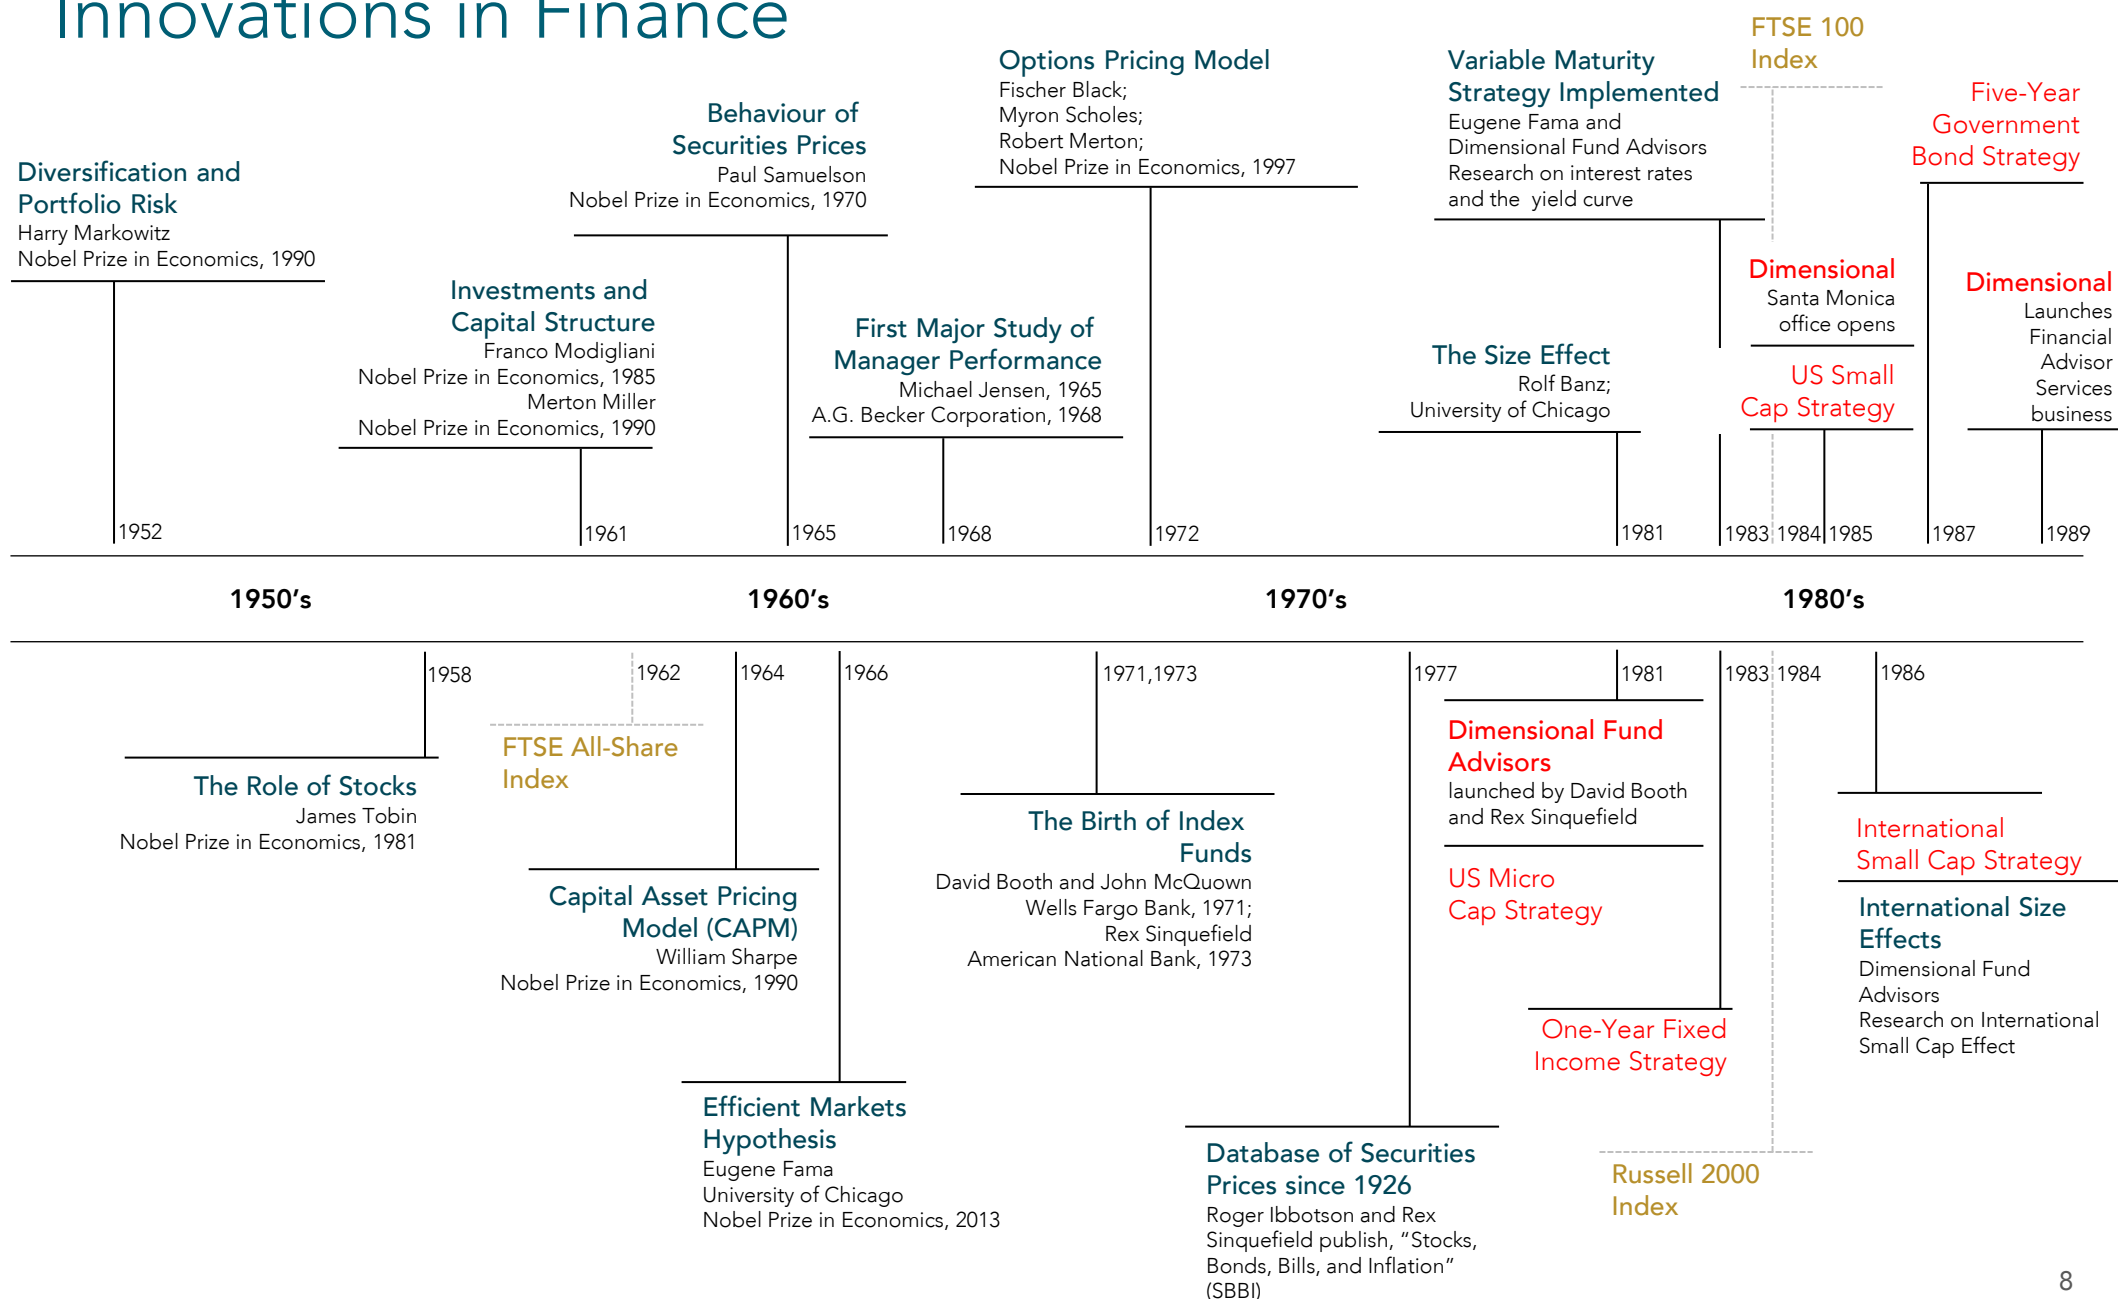 Innovations in Finance
Diversification and
Portfolio Risk
Harry Markowitz
Nobel Prize in Economics, 1990
Investments and
Capital Structure
Franco Modigliani
Nobel Prize in Economics, 1985
Merton Miller
Nobel Prize in Economics, 1990
Behaviour of
Securities Prices
Paul Samuelson
Nobel Prize in Economics, 1970
First Major Study of
Manager Performance
Michael Jensen, 1965
A.G. Becker Corporation, 1968
Options Pricing Model
Fischer Black;
Myron Scholes;
Robert Merton;
Nobel Prize in Economics, 1997
The Size Effect
Rolf Banz;
University of Chicago
Variable Maturity
Strategy Implemented
Eugene Fama and
Dimensional Fund Advisors
Research on interest rates
and the yield curve
FTSE 100
Index
Dimensional
Santa Monica
office opens
US Small
Cap Strategy
Five-Year
Government
Bond Strategy
Dimensional
Launches
Financial
Advisor
Services
business
1952
1961
1965
1968
1972
1981
1983
1984
1985
1987
1989
1950's
1960's
1970's
1980's
1958
1962
1964
1966
1971,1973
1977
1981
1983
1984
1986
The Role of Stocks
James Tobin
Nobel Prize in Economics, 1981
FTSE All-Share
Index
Capital Asset Pricing
Model (CAPM)
William Sharpe
Nobel Prize in Economics, 1990
Efficient Markets
Hypothesis
Eugene Fama
University of Chicago
Nobel Prize in Economics, 2013
The Birth of Index
Funds
David Booth and John McQuown
Wells Fargo Bank, 1971;
Rex Sinquefield
American National Bank, 1973
Database of Securities
Prices since 1926
Roger Ibbotson and Rex
Sinquefield publish, “Stocks,
Bonds, Bills, and Inflation”
(SBBI)
Dimensional Fund
Advisors
launched by David Booth
and Rex Sinquefield
US Micro
Cap Strategy
One-Year Fixed
Income Strategy
Russell 2000
Index
International
Small Cap Strategy
International Size
Effects
Dimensional Fund
Advisors
Research on International
Small Cap Effect
8